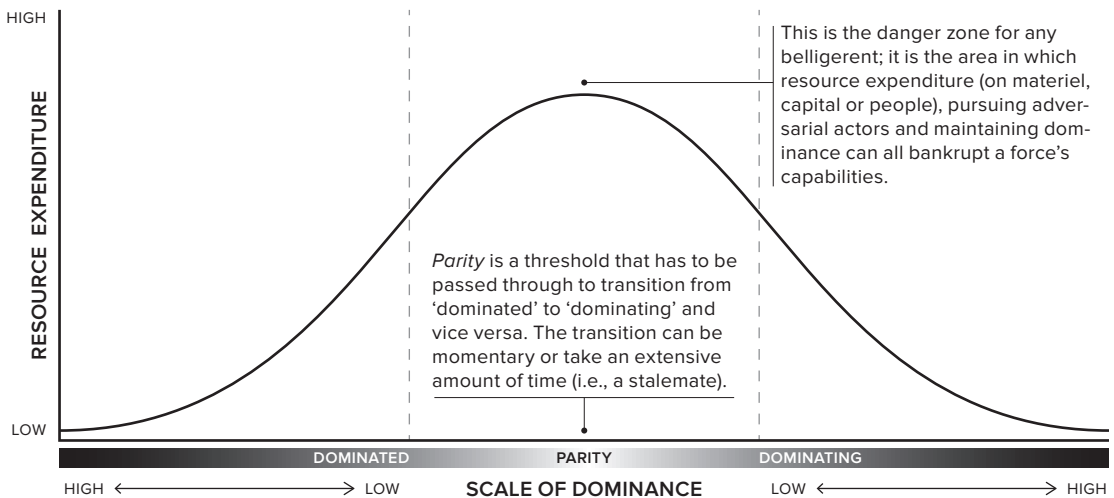 HIGH
This is the danger zone for any
belligerent; it is the area in which
resource expenditure (on materiel,
capital or people), pursuing adver-
sarial actors and maintaining dom-
inance can all bankrupt a force’s
capabilities.
RESOURCE EXPENDITURE
Parity is a threshold that has to be
passed through to transition from
‘dominated’ to ‘dominating’ and
vice versa. The transition can be
momentary or take an extensive
amount of time (i.e., a stalemate).
LOW
DOMINATED PARITY DOMINATING
HIGH LOW SCALE OF DOMINANCE LOW HIGH